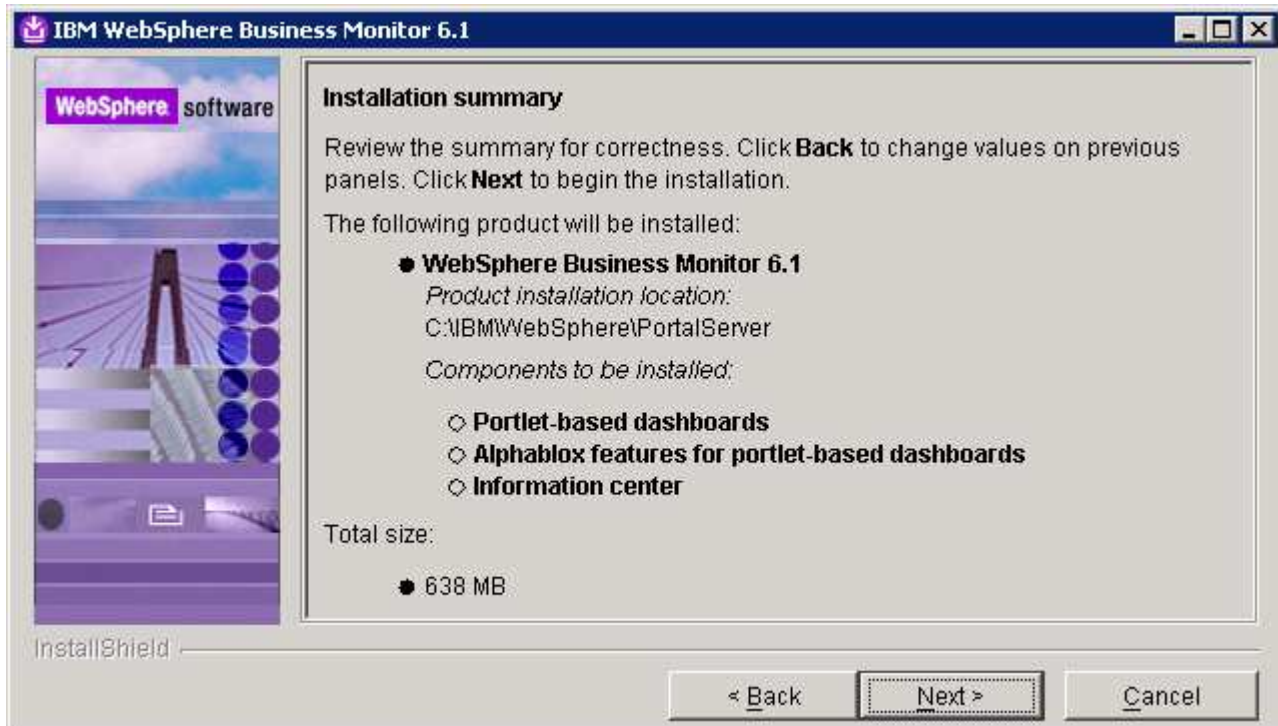 IBM WebSphere Business Monitor 6.1
WebSphere software
Installation summary
Review the summary for correctness. Click Back to change values on previous
panels. Click Next to begin the installation.
The following product will be installed:
WebSphere Business Monitor 6.1
Product installation location:
C:\IBM\WebSphere\PortalServer
Components to be installed:
Portlet-based dashboards
Alphablox features for portlet-based dashboards
Information center
Total size:
638 MB
InstallShield
< Back
Next >
Cancel